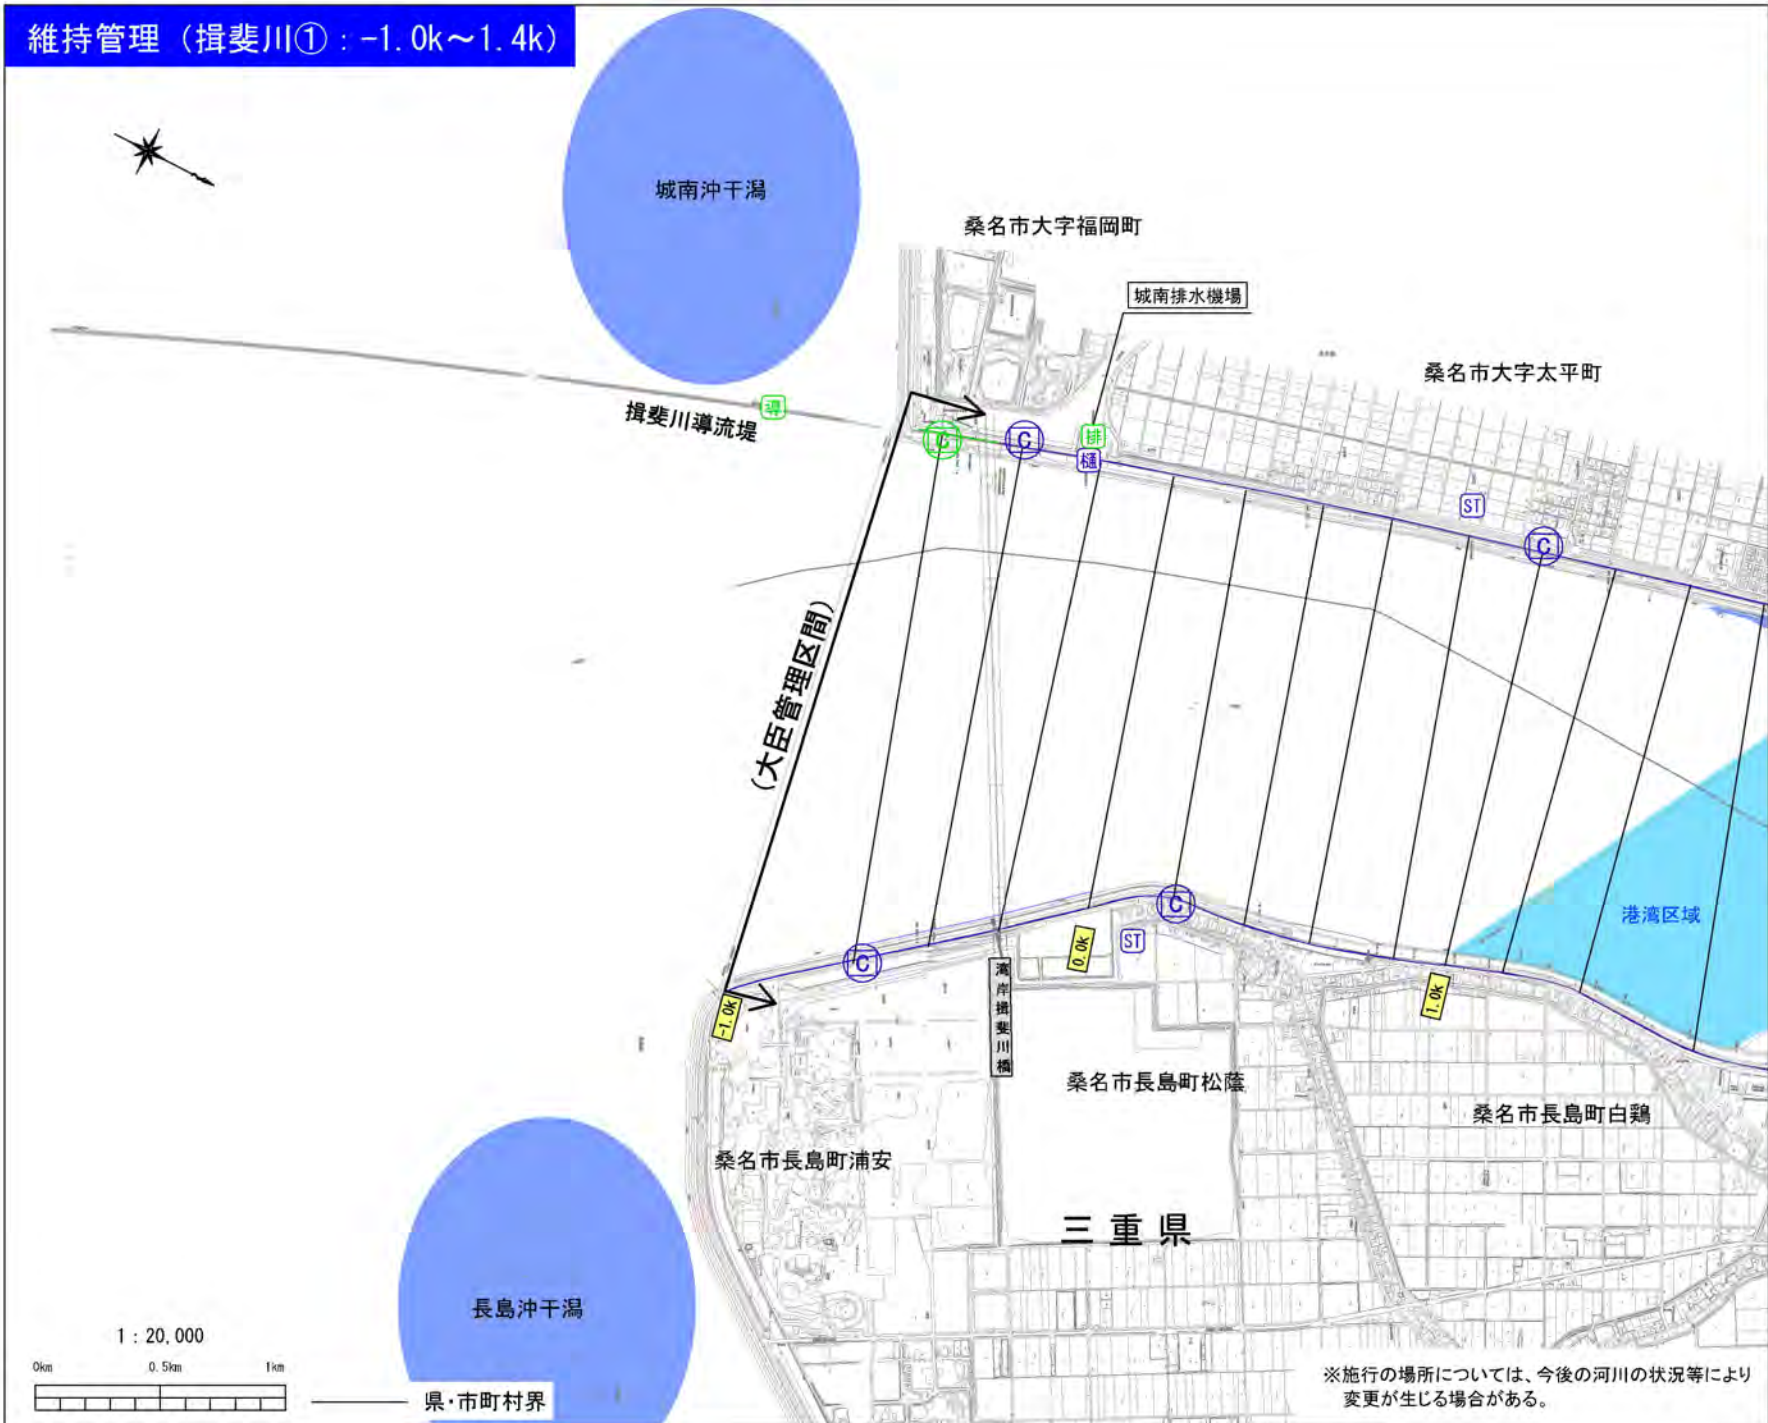 維持管理（揖斐川①：-1.0k～1.4k）
城南沖干潟
桑名市大字福岡町
城南排水機場
桑名市大字太平町
導
揖斐川導流堤
C
C
排
樋
ST
C
（大臣管理区間）
港湾区域
C
ST
0.0k
C
湾岸揖斐川橋
1.0k
-1.0k
桑名市長島町松蔭
桑名市長島町白鶏
桑名市長島町浦安
三重県
長島沖干潟
1：20,000
0km 0.5km 1km
県・市町村界
※施行の場所については、今後の河川の状況等により
変更が生じる場合がある。